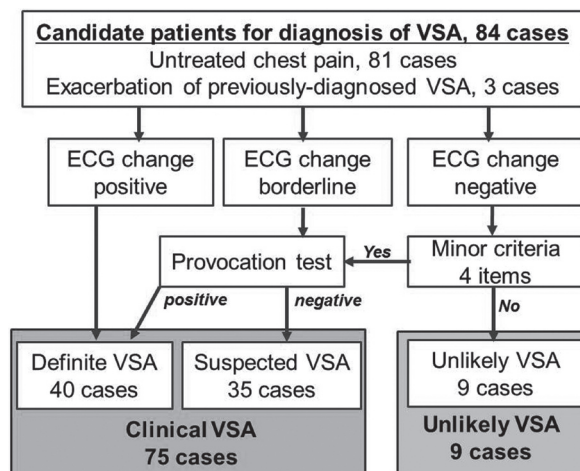 Candidate patients for diagnosis of VSA, 84 cases
Untreated chest pain, 81 cases
Exacerbation of previously-diagnosed VSA, 3 cases
ECG change
positive
ECG change
borderline
ECG change
negative
Provocation test
Yes
Minor criteria
4 items
positive
negative
No
Definite VSA
40 cases
Suspected VSA
35 cases
Unlikely VSA
9 cases
Clinical VSA
75 cases
Unlikely VSA
9 cases